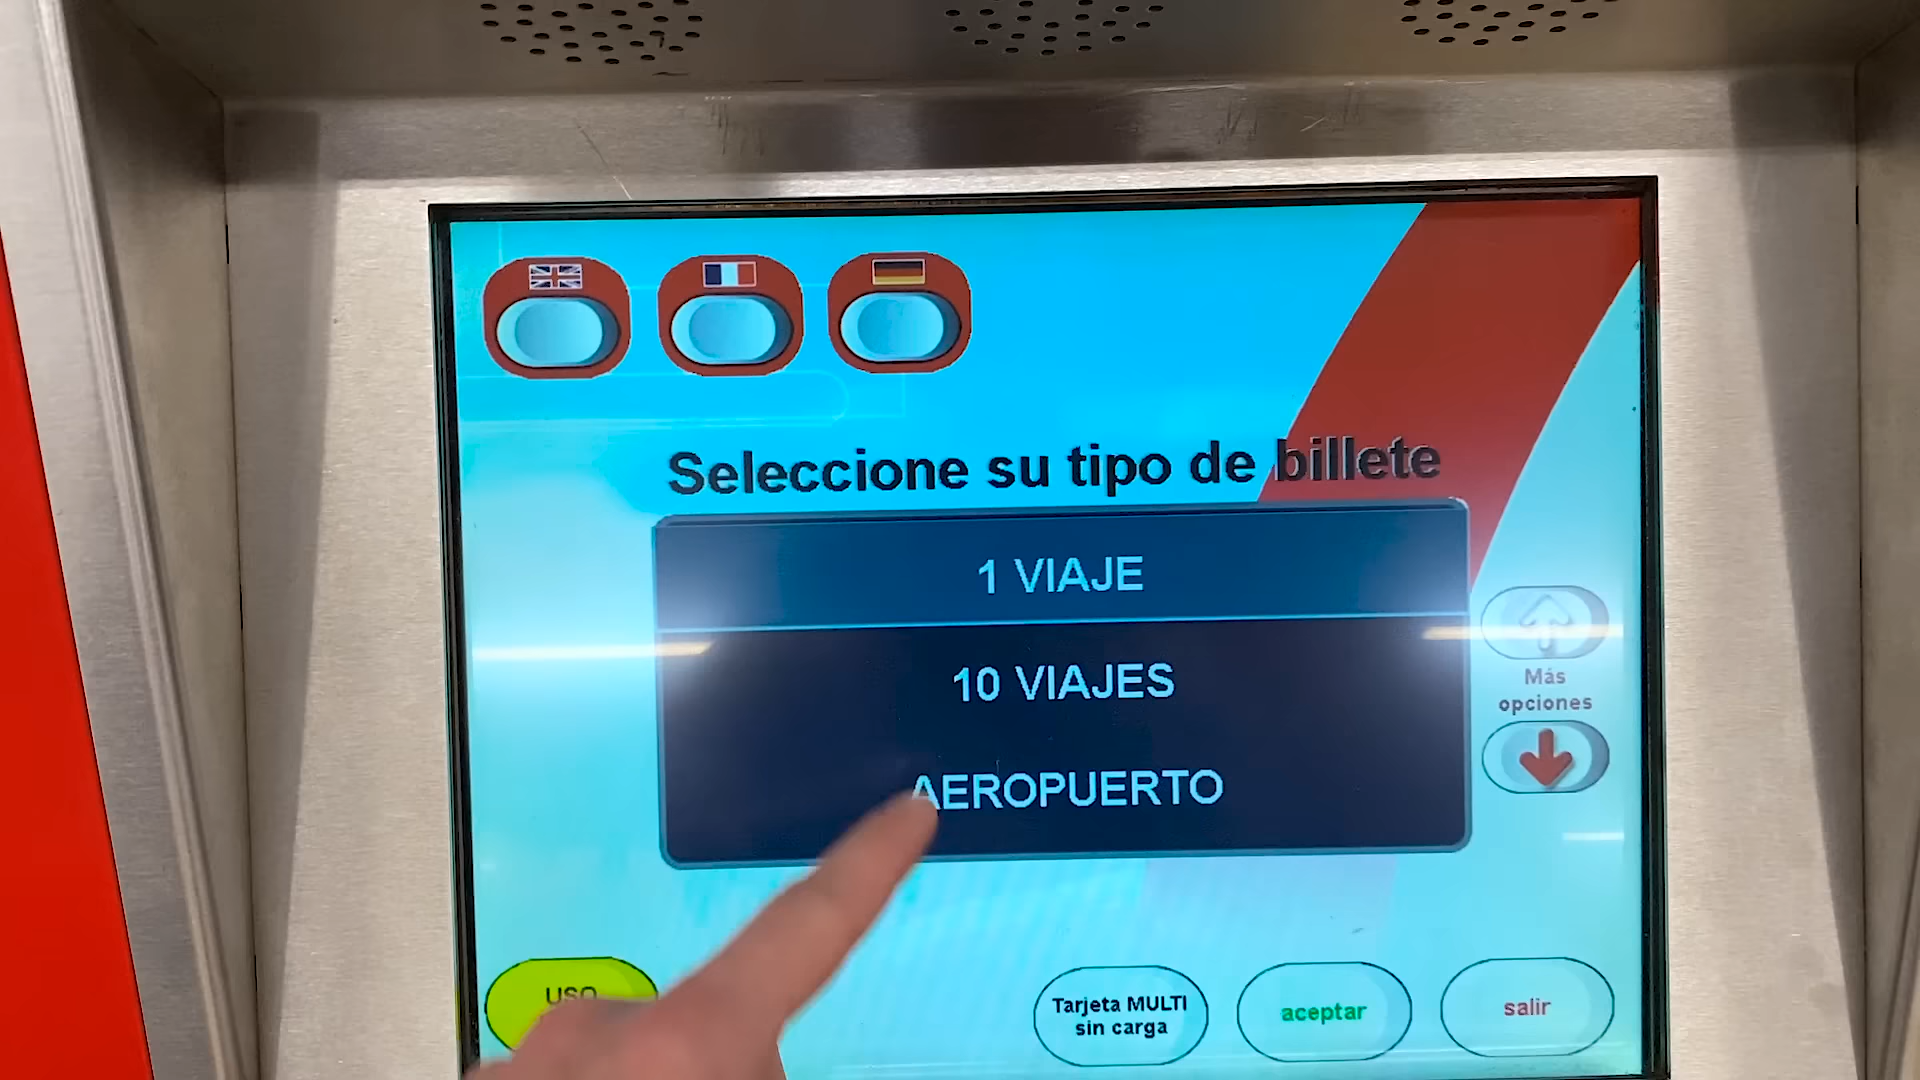 Seleccione su tipo de billete
1 VIAJE
10 VIAJES
AEROPUERTO
Más
opciones
USO
Tarjeta MULTI
sin carga
aceptar
salir